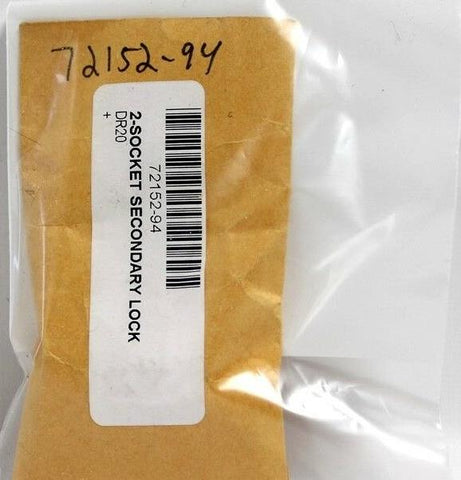 72152-94
72152-94
2-SOCKET SECONDARY LOCK
DR20
+